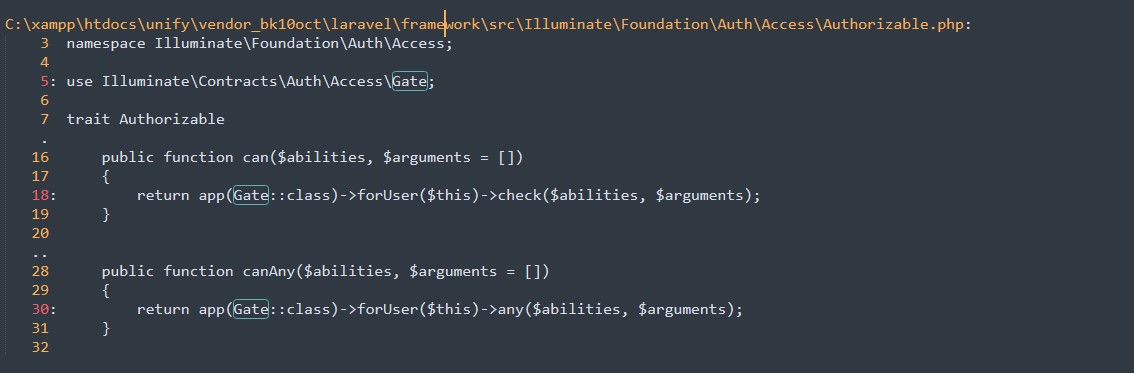 C:\xampp\htdocs\unify\vendor_bk10oct\laravel\framework\src\Illuminate\Foundation\Auth\Access\Authorizable.php:
3 namespace Illuminate\Foundation\Auth\Access;
4
5: use Illuminate\Contracts\Auth\Access\Gate;
6
7 trait Authorizable
.
16 public function can($abilities, $arguments = [])
17 {
18: return app(Gate::class)->forUser($this)->check($abilities, $arguments);
19 }
20
..
28 public function canAny($abilities, $arguments = [])
29 {
30: return app(Gate::class)->forUser($this)->any($abilities, $arguments);
31 }
32